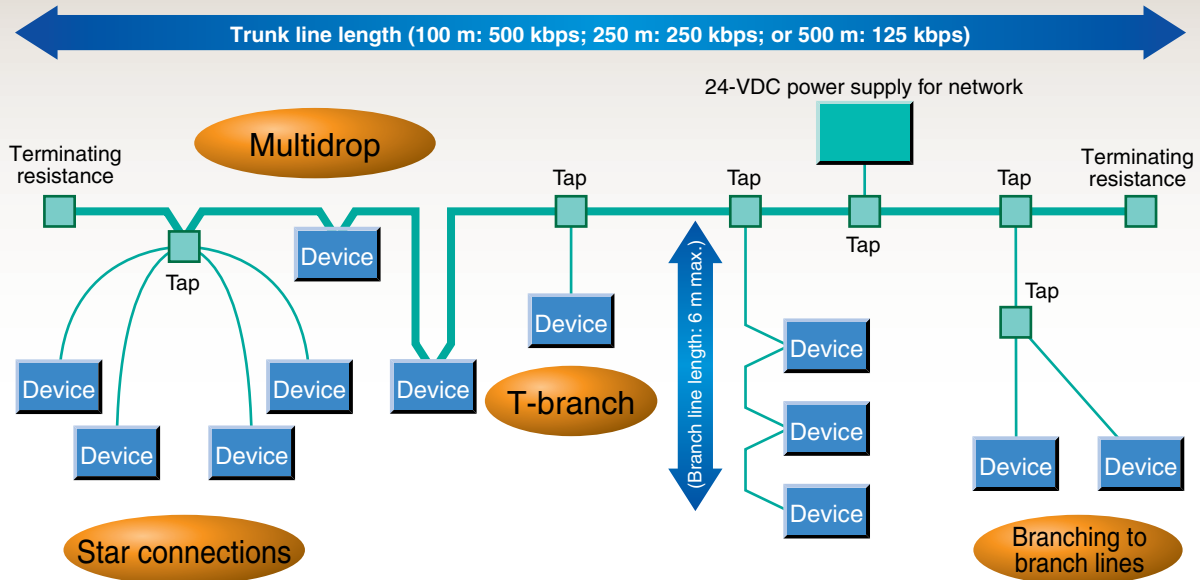 Trunk line length (100 m: 500 kbps; 250 m: 250 kbps; or 500 m: 125 kbps)
24-VDC power supply for network
Multidrop
Terminating
resistance
Tap
Tap
Tap
Terminating
resistance
Tap
Device
Tap
(Branch line length: 6 m max.)
Tap
Device
Device
Device
Device
Device
Device
T-branch
Device
Device
Device
Device
Device
Device
Star connections
Branching to
branch lines